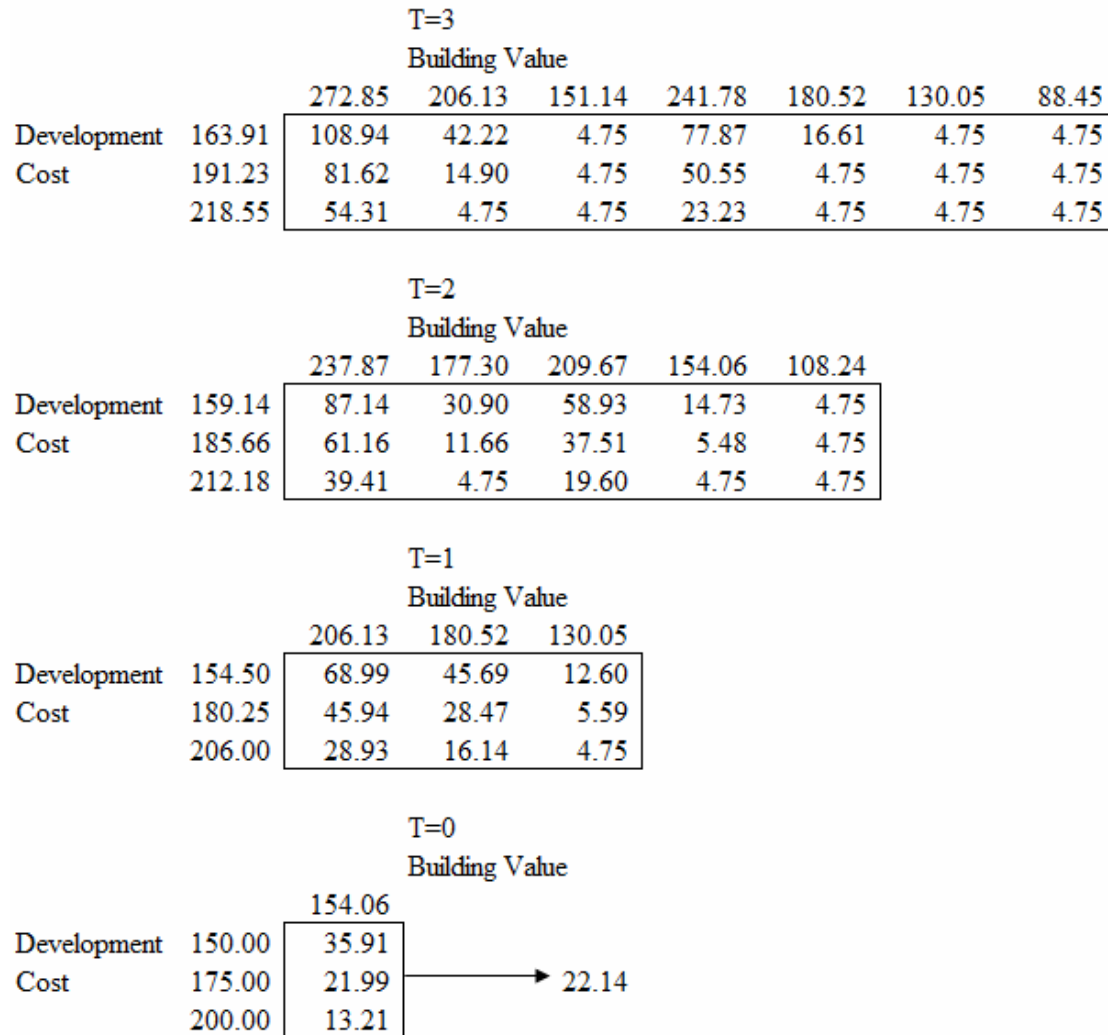 T=3
Building Value
272.85 206.13 151.14 241.78 180.52 130.05 88.45
Development 163.91 108.94 42.22 4.75 77.87 16.61 4.75 4.75
Cost 191.23 81.62 14.90 4.75 50.55 4.75 4.75 4.75
218.55 54.31 4.75 4.75 23.23 4.75 4.75 4.75
T=2
Building Value
237.87 177.30 209.67 154.06 108.24
Development 159.14 87.14 30.90 58.93 14.73 4.75
Cost 185.66 61.16 11.66 37.51 5.48 4.75
212.18 39.41 4.75 19.60 4.75 4.75
T=1
Building Value
206.13 180.52 130.05
Development 154.50 68.99 45.69 12.60
Cost 180.25 45.94 28.47 5.59
206.00 28.93 16.14 4.75
T=0
Building Value
154.06
Development 150.00 35.91
Cost 175.00 21.99 22.14
200.00 13.21